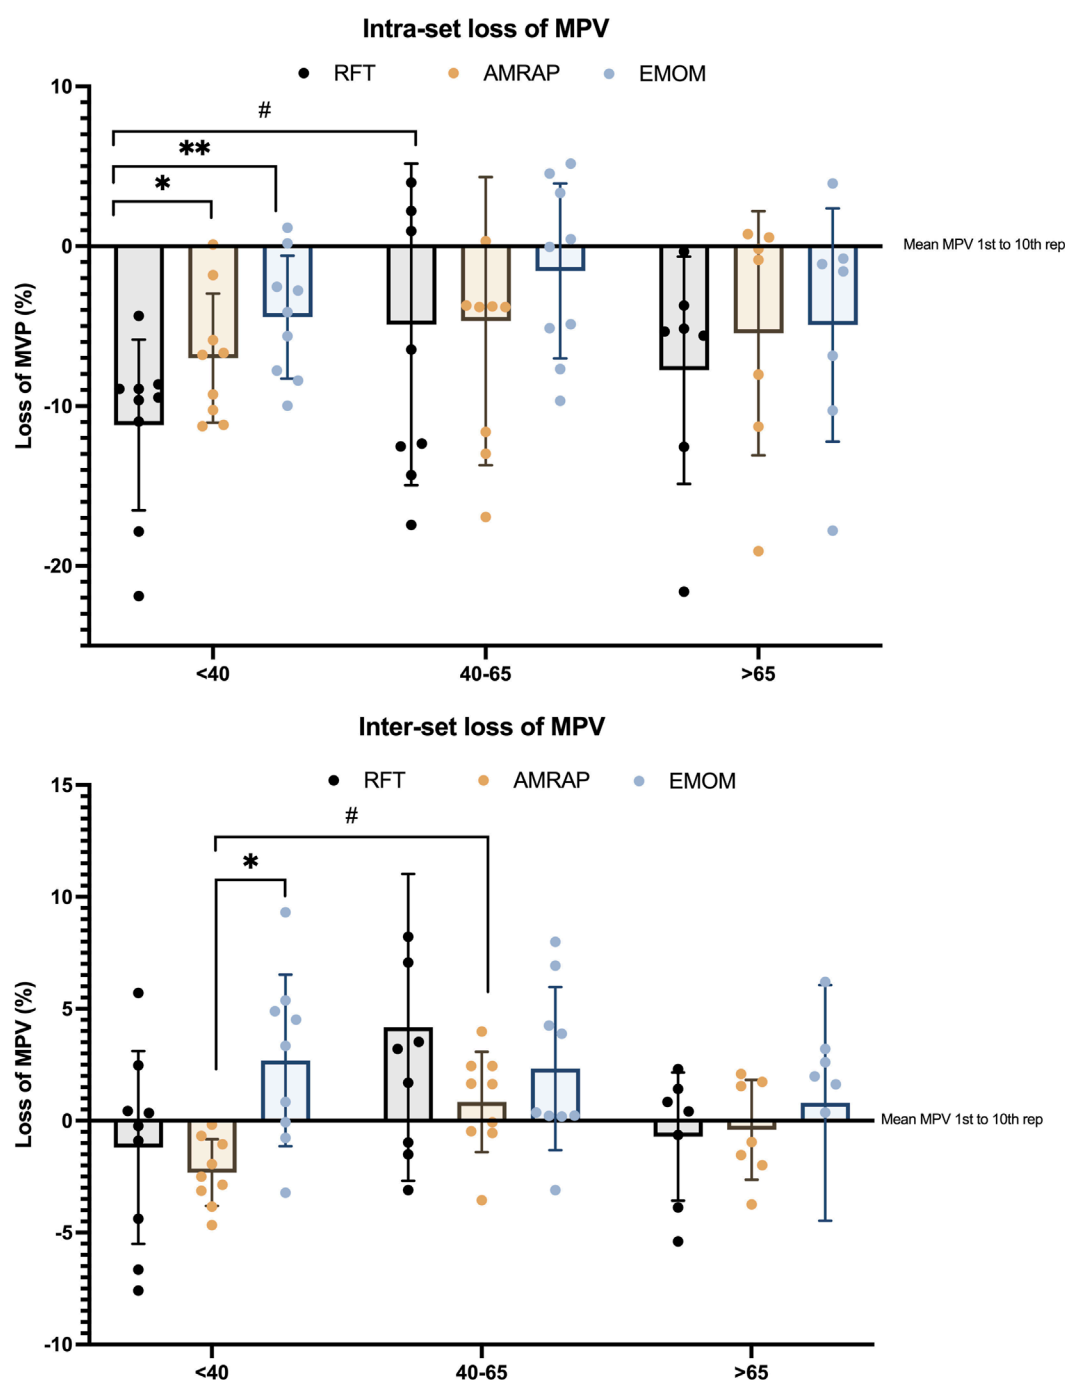 Intra-set loss of MPV
RFT AMRAP EMOM
10
#
**
*
0
Mean MPV 1st to 10th rep
Loss of MVP (%)
-10
-20
<40 40-65 >65
Inter-set loss of MPV
RFT AMRAP EMOM
15
#
*
10
5
Loss of MPV (%)
0
Mean MPV 1st to 10th rep
-5
-10
<40 40-65 >65